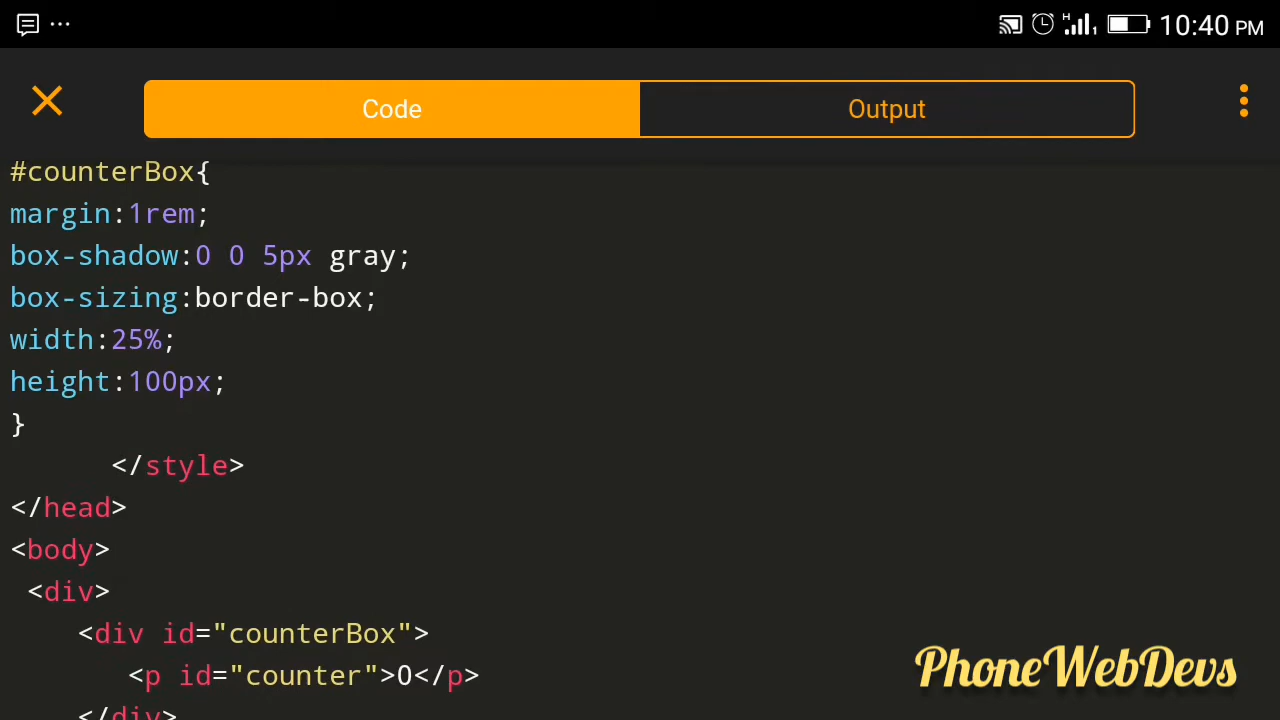 10:40 PM
Code
Output
#counterBox{
margin:1rem;
box-shadow:0 0 5px gray;
box-sizing:border-box;
width:25%;
height:100px;
}
</style>
</head>
<body>
<div>
<div id="counterBox">
<p id="counter">0</p>
</div>
PhoneWebDevs